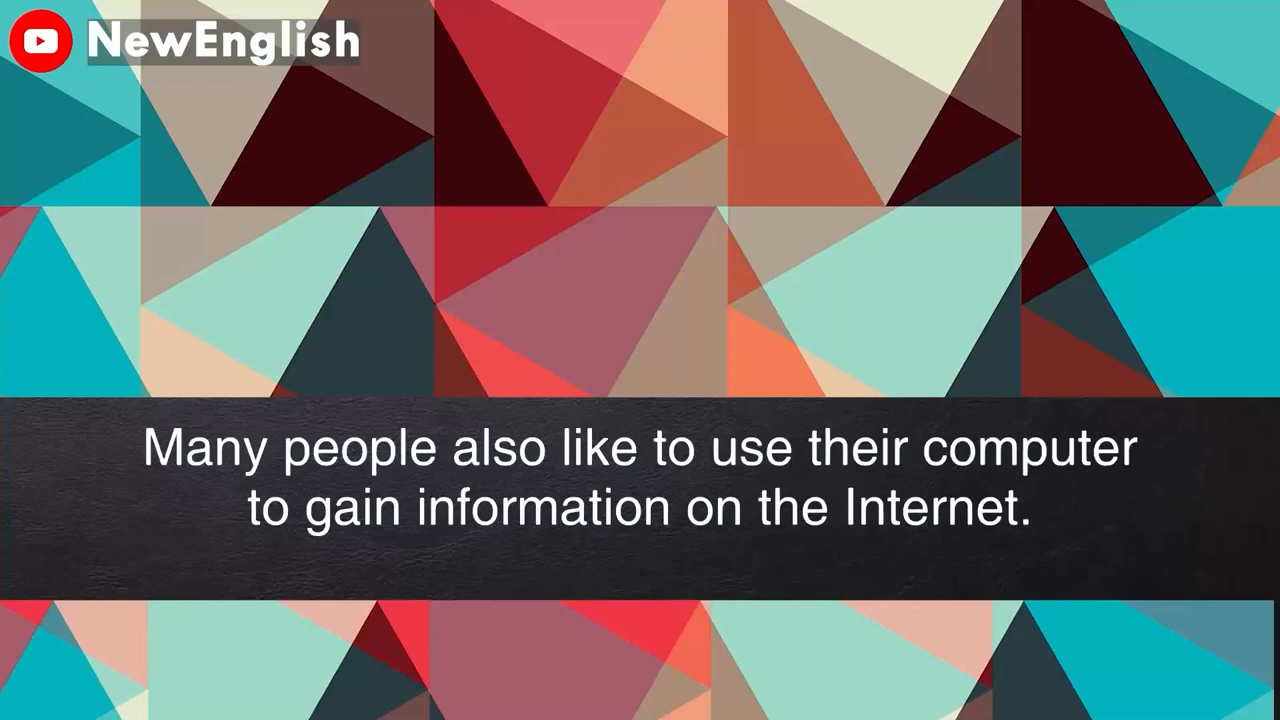 NewEnglish
Many people also like to use their computer
to gain information on the Internet.